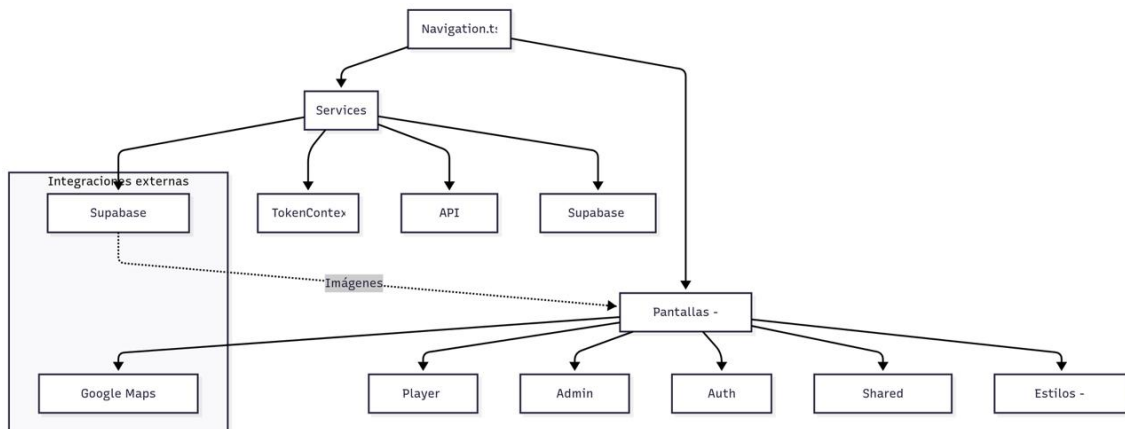 Navigation.ts
Services
Integraciones externas
Supabase
TokenContex
API
Supabase
Imágenes
Pantallas -
Google Maps
Player
Admin
Auth
Shared
Estilos -